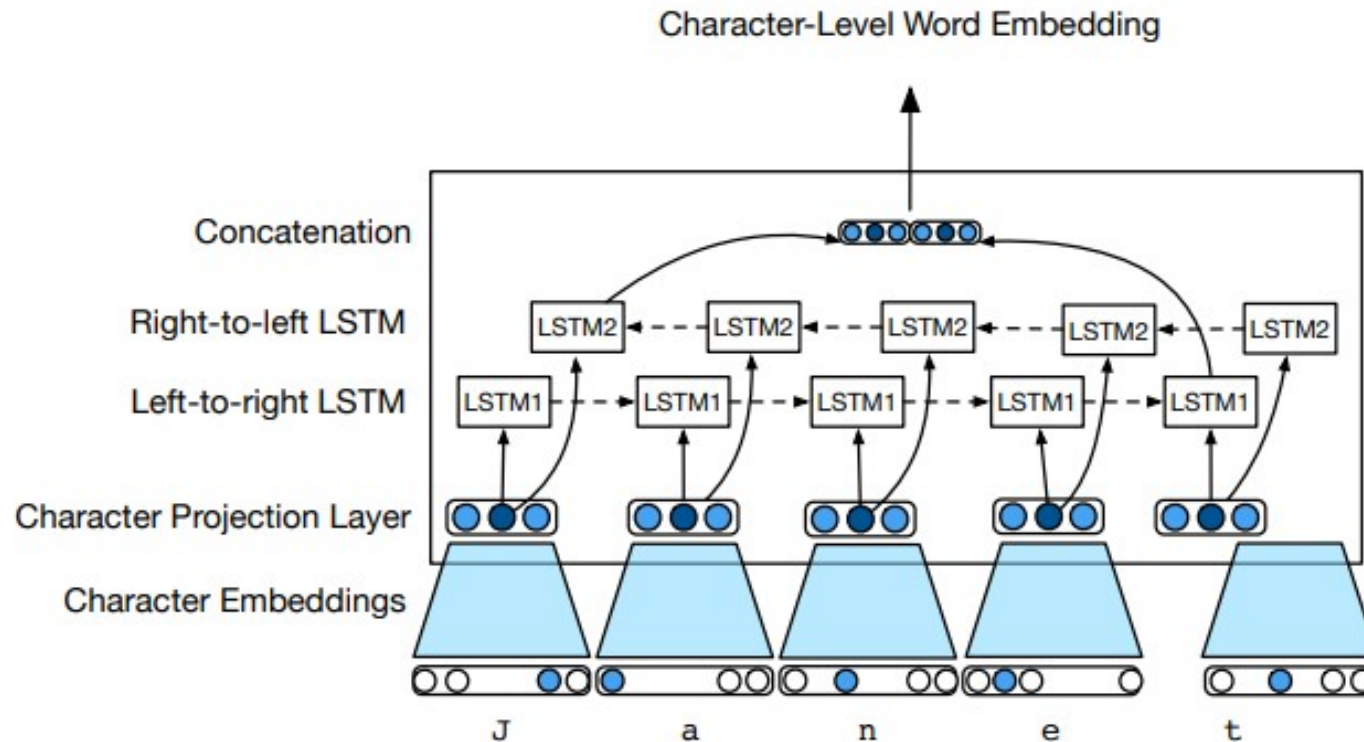 Character-Level Word Embedding
Concatenation
Right-to-left LSTM
LSTM2 LSTM2 LSTM2 LSTM2 LSTM2
Left-to-right LSTM
LSTM1 LSTM1 LSTM1 LSTM1 LSTM1
Character Projection Layer
Character Embeddings
J a n e t